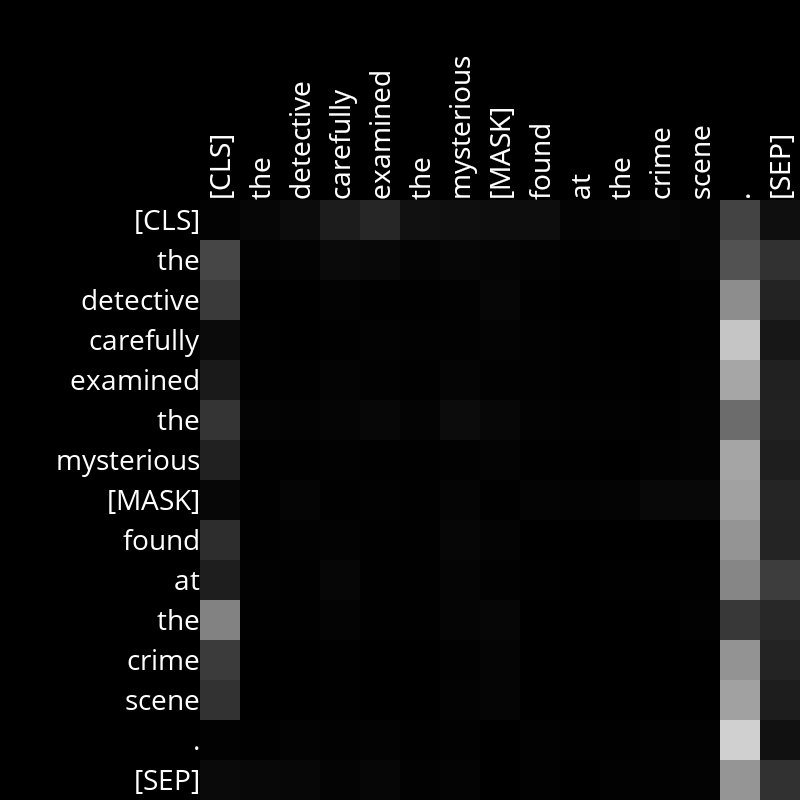 [CLS] the detective carefully examined the mysterious [MASK] found at the crime scene . [SEP]
[CLS]
the
detective
carefully
examined
the
mysterious
[MASK]
found
at
the
crime
scene
.
[SEP]